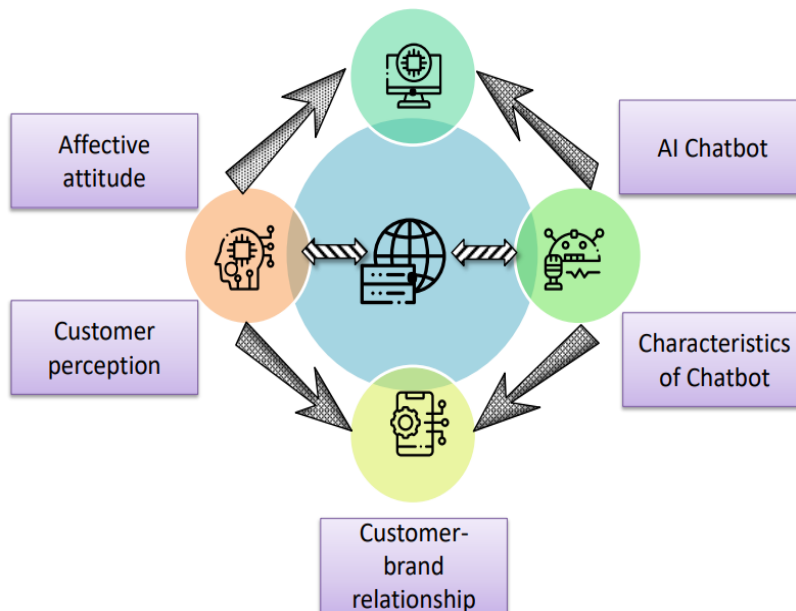 Affective
attitude
AI Chatbot
Customer
perception
Characteristics
of Chatbot
Customer-
brand
relationship